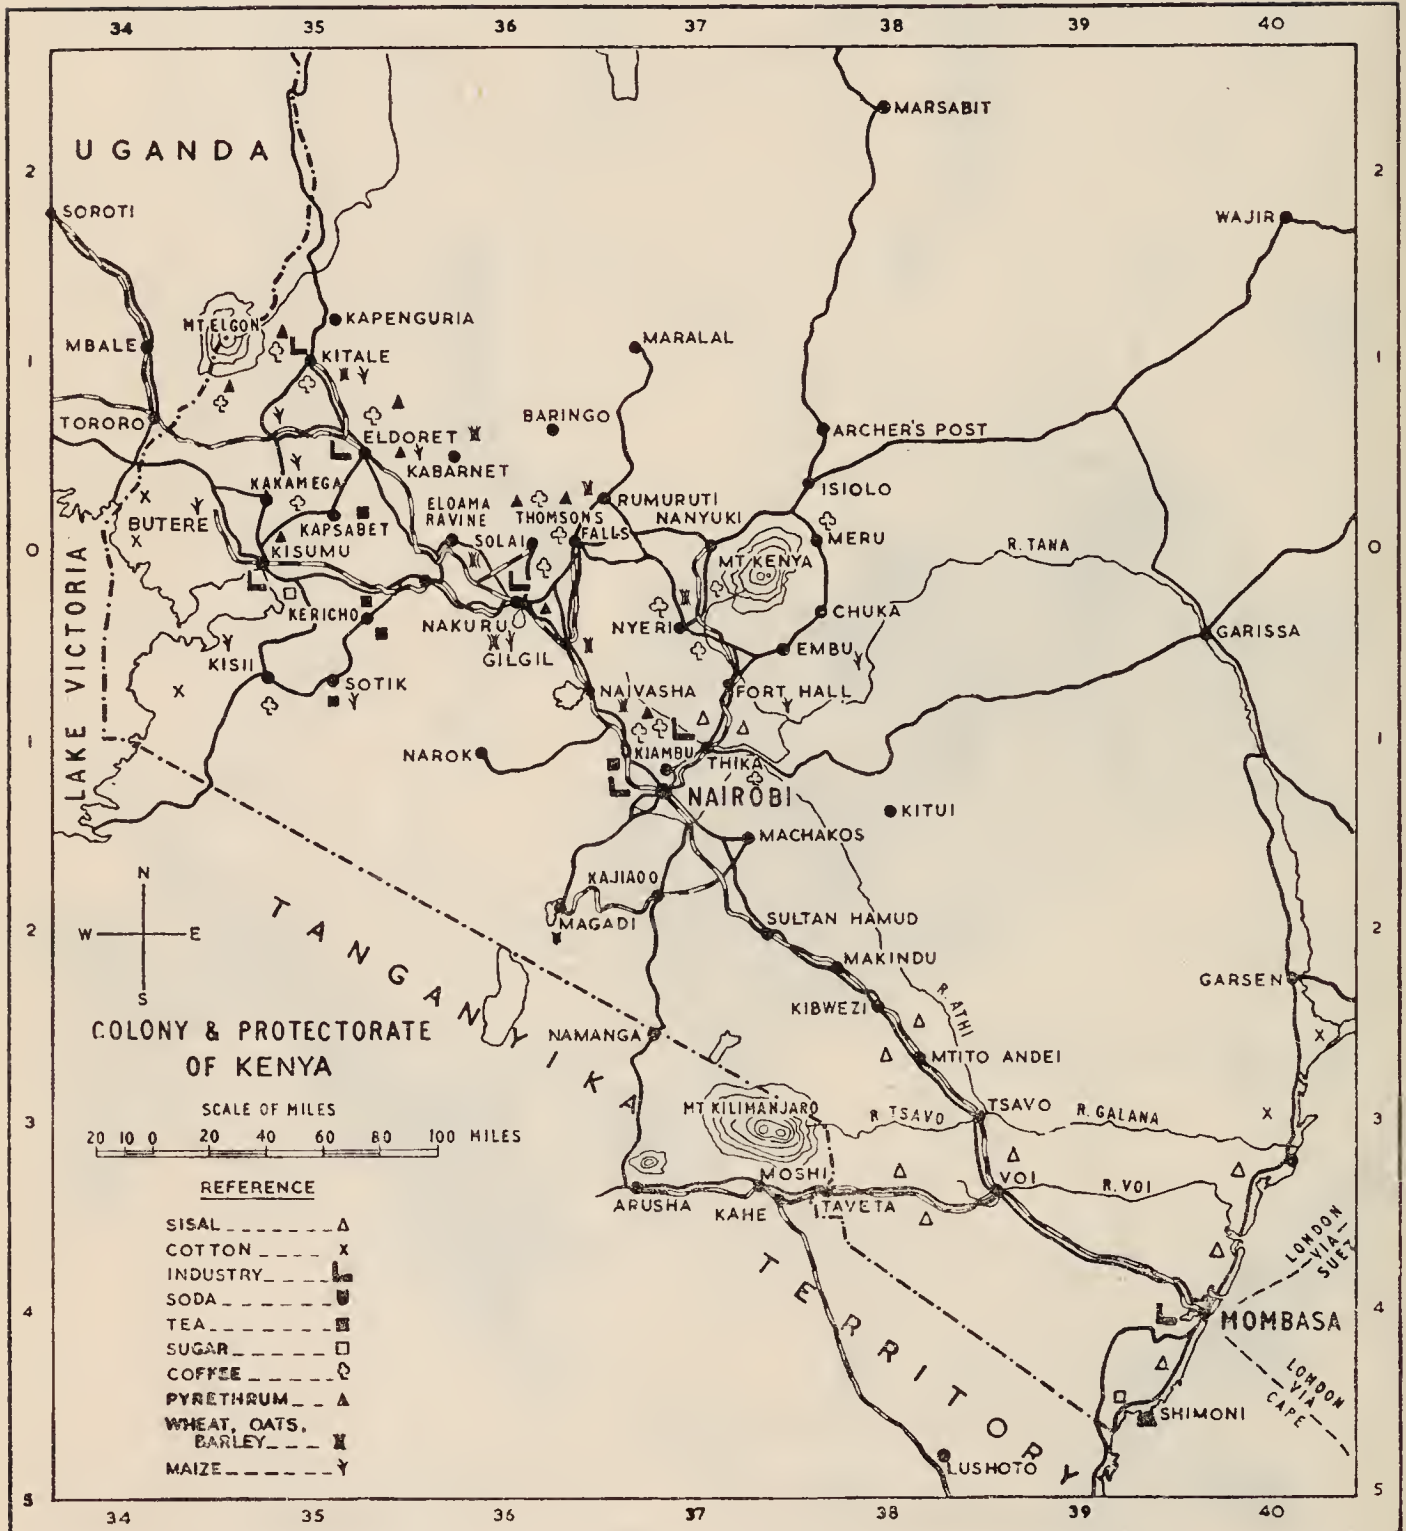 34 35 36 37 38 39 40
MARSABIT
UGANDA
2 2
SOROTI
WAJIR
MT ELGON
KAPENGURIA
MBALE
KITALE
MARALAL
1 1
TORORO
BARINGO
ELDORET
ARCHER'S POST
KABARNET
KAKAMEGA
ISIOLO
ELDAMA
RAVINE
RUMURUTI
BUTERE
KAPSABET
SOLAI
THOMSON'S
FALLS
NANYUKI
MERU
KISUMU
0 0
R. TANA
MT KENYA
KERICHO
NAKURU
NYERI
CHUKA
GARISSA
EMBU
KISII
GILGIL
SOTIK
NAIVASHA
FORT HALL
LAKE VICTORIA
1 1
NAROK
KIAMBU
THIKA
NAIROBI
KITUI
MACHAKOS
N
KAJIADO
W E
MAGADI
SULTAN HAMUD
2 2
S
MAKINDU
GARSEN
KIBWEZI
R. ATHI
TANGANYIKA
COLONY & PROTECTORATE
OF KENYA
NAMANGA
MTITO ANDEI
SCALE OF MILES
MT KILIMANJARO
R. TSAVO
TSAVO
R. GALANA
3 3
20 10 0 20 40 60 80 100 MILES
MOSHI
VOI
R. VOI
REFERENCE
ARUSHA
KAHE
TAVETA
SISAL
COTTON
INDUSTRY
SODA
TEA
SUGAR
COFFEE
PYRETHRUM
WHEAT, OATS,
BARLEY
MAIZE
TERRITORY
LONDON
VIA
SUEZ
4 4
MOMBASA
LONDON
VIA
CAPE
SHIMONI
LUSHOTO
5 5
34 35 36 37 38 39 40